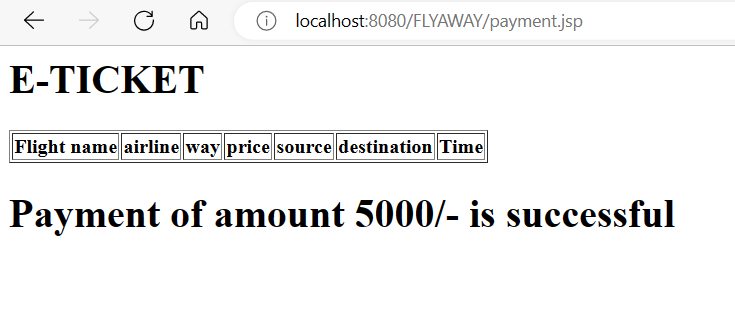 localhost:8080/FLYAWAY/payment.jsp
E-TICKET
Flight name airline way price source destination Time
Payment of amount 5000/- is successful